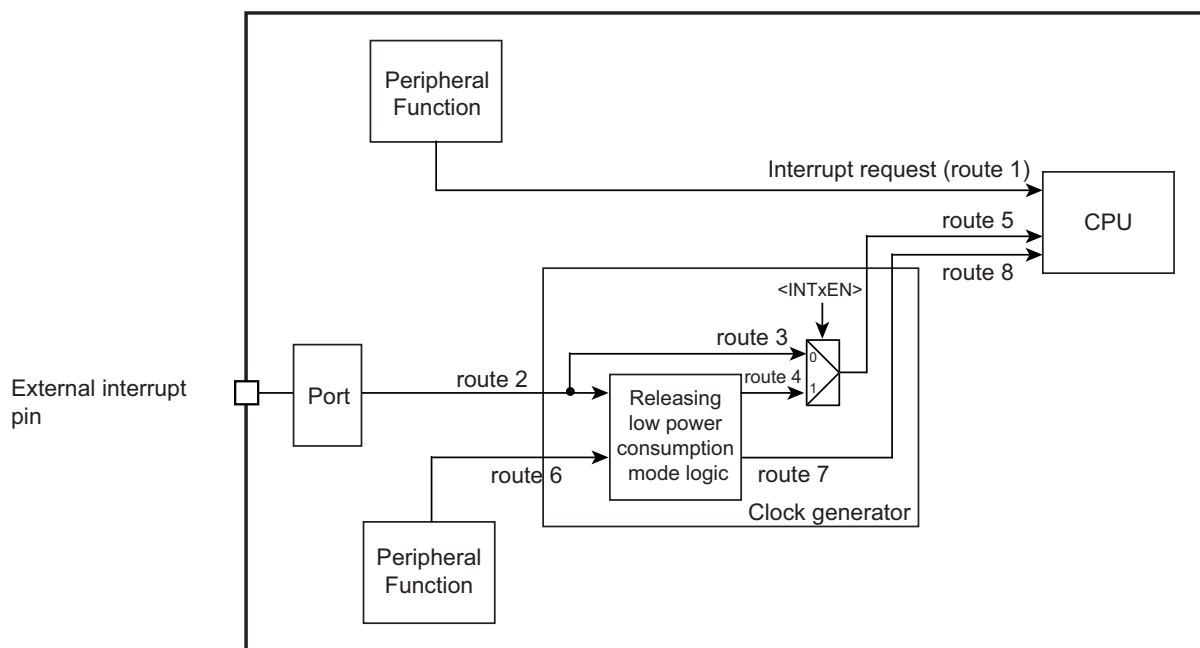 Peripheral
Function
Interrupt request (route 1)
CPU
route 5
route 8
<INTxEN>
route 3
0
External interrupt
pin
Port
route 2
route 4
1
Releasing
low power
consumption
mode logic
route 6
route 7
Clock generator
Peripheral
Function